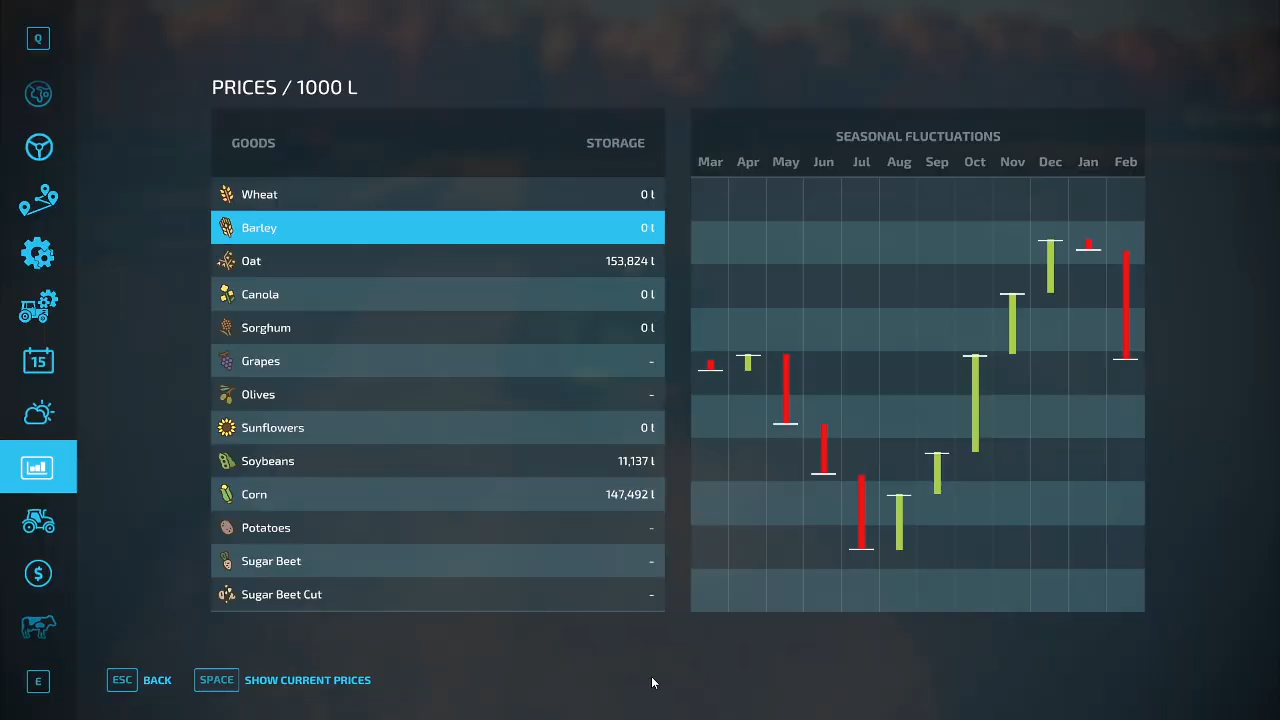 Q
PRICES / 1000 L
GOODS STORAGE
SEASONAL FLUCTUATIONS
Mar Apr May Jun Jul Aug Sep Oct Nov Dec Jan Feb
Wheat 0 l
Barley 0 l
Oat 153,824 l
Canola 0 l
Sorghum 0 l
Grapes -
15
Olives -
Sunflowers 0 l
Soybeans 11,137 l
Corn 147,492 l
Potatoes -
Sugar Beet -
$
Sugar Beet Cut -
E
ESC BACK SPACE SHOW CURRENT PRICES